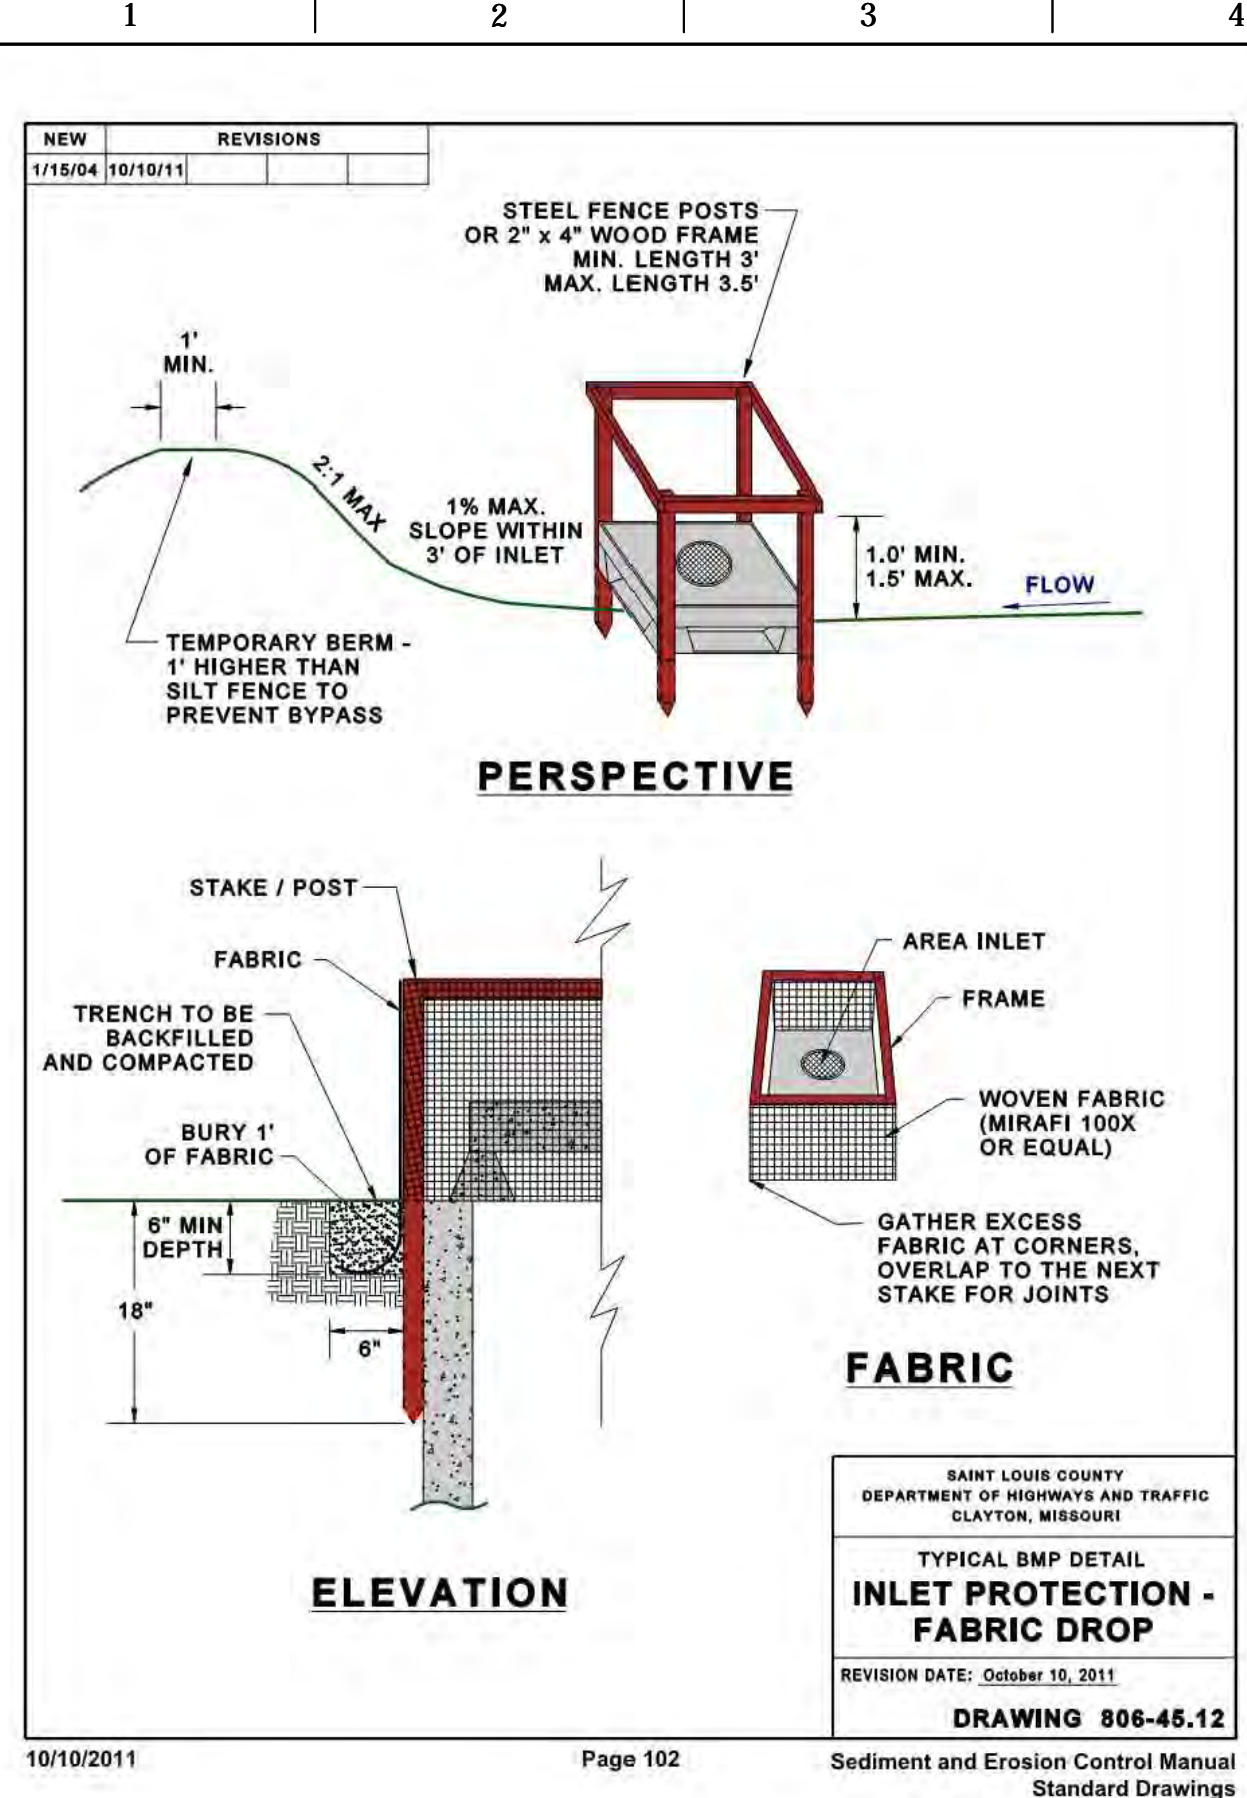 1 2 3 4
NEW REVISIONS
1/15/04 10/10/11
STEEL FENCE POSTS
OR 2" x 4" WOOD FRAME
MIN. LENGTH 3'
MAX. LENGTH 3.5'
1'
MIN.
2:1 MAX
1% MAX.
SLOPE WITHIN
3' OF INLET
1.0' MIN.
1.5' MAX.
FLOW
TEMPORARY BERM -
1' HIGHER THAN
SILT FENCE TO
PREVENT BYPASS
PERSPECTIVE
STAKE / POST
FABRIC
TRENCH TO BE
BACKFILLED
AND COMPACTED
BURY 1'
OF FABRIC
6" MIN
DEPTH
18"
6"
ELEVATION
AREA INLET
FRAME
WOVEN FABRIC
(MIRAFI 100X
OR EQUAL)
GATHER EXCESS
FABRIC AT CORNERS,
OVERLAP TO THE NEXT
STAKE FOR JOINTS
FABRIC
SAINT LOUIS COUNTY
DEPARTMENT OF HIGHWAYS AND TRAFFIC
CLAYTON, MISSOURI
TYPICAL BMP DETAIL
INLET PROTECTION -
FABRIC DROP
REVISION DATE: October 10, 2011
DRAWING 806-45.12
10/10/2011
Page 102
Sediment and Erosion Control Manual
Standard Drawings